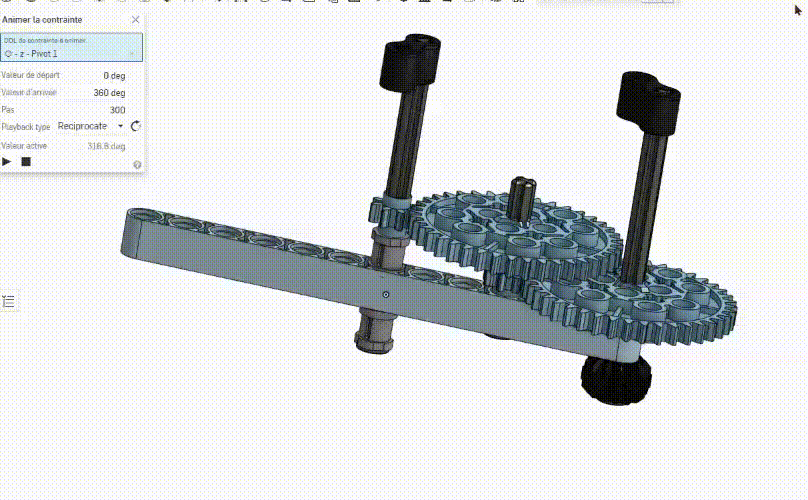 Animer la contrainte
DDL de contrainte à animer
- z - Pivot 1
Valeur de départ 0 deg
Valeur d'arrivée 360 deg
Pas 300
Playback type Reciprocate
Valeur active 316.8 deg